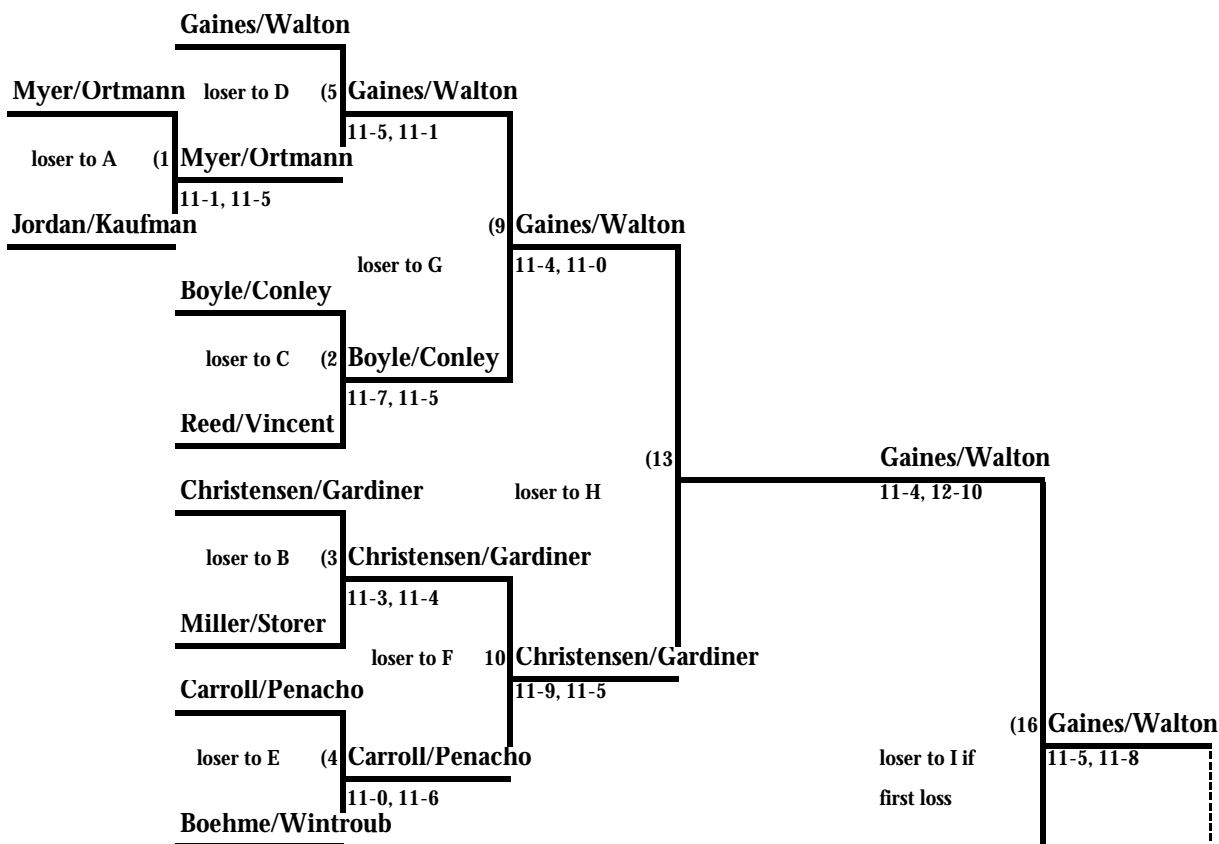 Gaines/Walton
Myer/Ortmann loser to D (5 Gaines/Walton
11-5, 11-1
loser to A (1 Myer/Ortmann
11-1, 11-5
Jordan/Kaufman (9 Gaines/Walton
loser to G 11-4, 11-0
Boyle/Conley
loser to C (2 Boyle/Conley
11-7, 11-5
Reed/Vincent
(13 Gaines/Walton
Christensen/Gardiner loser to H 11-4, 12-10
loser to B (3 Christensen/Gardiner
11-3, 11-4
Miller/Storer
loser to F 10 Christensen/Gardiner
Carroll/Penacho 11-9, 11-5
(16 Gaines/Walton
loser to E (4 Carroll/Penacho loser to I if 11-5, 11-8
11-0, 11-6 first loss
Boehme/Wintroub